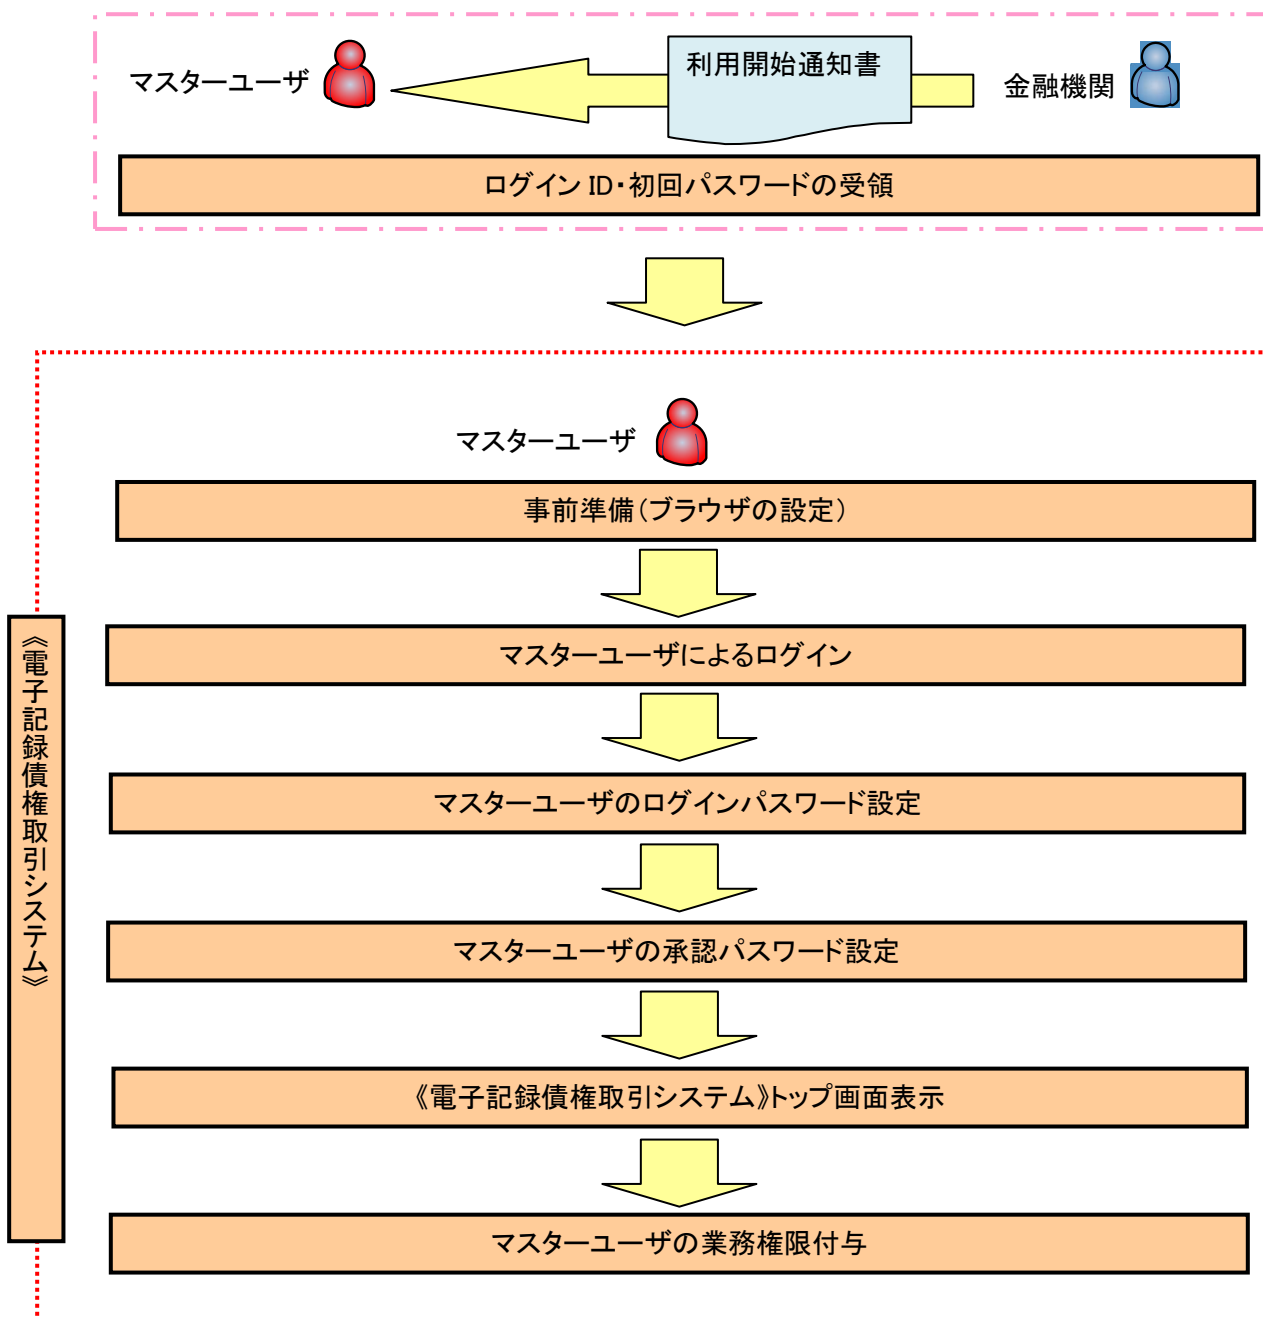 マスターユーザ
利用開始通知書
金融機関
ログイン ID・初回パスワードの受領
マスターユーザ
事前準備（ブラウザの設定）
マスターユーザによるログイン
マスターユーザのログインパスワード設定
マスターユーザの承認パスワード設定
《電子記録債権取引システム》トップ画面表示
マスターユーザの業務権限付与
《電子記録債権取引システム》